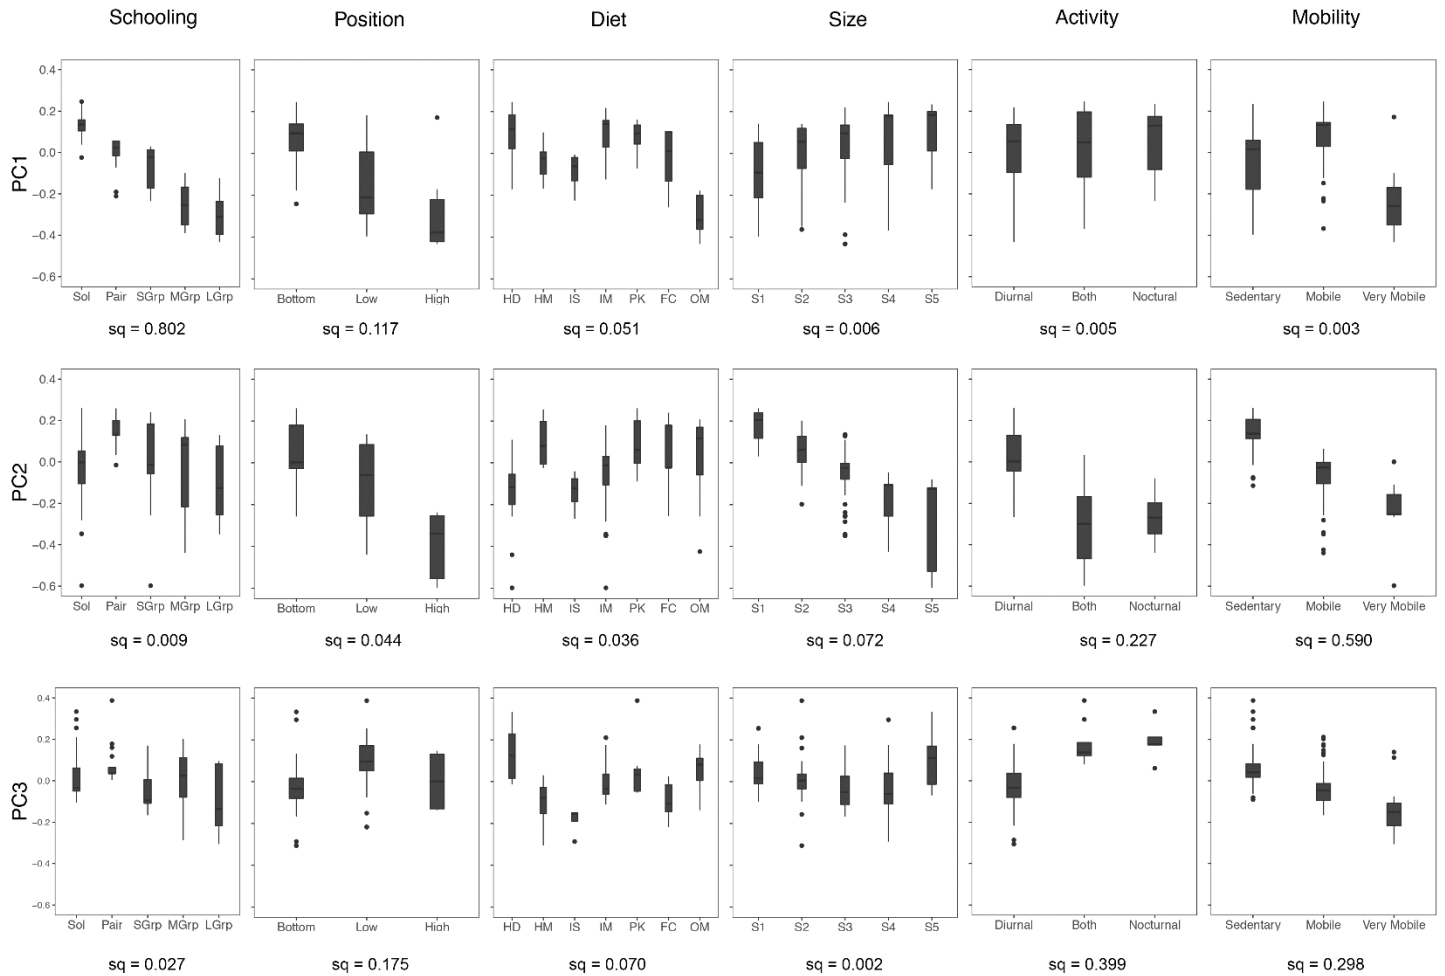 Schooling Position Diet Size Activity Mobility
PC1
0.4
0.2
0.0
−0.2
−0.4
−0.6
Sol Pair SGrp MGrp LGrp
Bottom Low High
HD HM IS IM PK FC OM
S1 S2 S3 S4 S5
Diurnal Both Noctural
Sedentary Mobile Very Mobile
sq = 0.802 sq = 0.117 sq = 0.051 sq = 0.006 sq = 0.005 sq = 0.003
PC2
0.4
0.2
0.0
−0.2
−0.4
−0.6
Sol Pair SGrp MGrp LGrp
Bottom Low High
HD HM IS IM PK FC OM
S1 S2 S3 S4 S5
Diurnal Both Nocturnal
Sedentary Mobile Very Mobile
sq = 0.009 sq = 0.044 sq = 0.036 sq = 0.072 sq = 0.227 sq = 0.590
PC3
0.4
0.2
0.0
−0.2
−0.4
−0.6
Sol Pair SGrp MGrp LGrp
Bottom Low High
HD HM IS IM PK FC OM
S1 S2 S3 S4 S5
Diurnal Both Nocturnal
Sedentary Mobile Very Mobile
sq = 0.027 sq = 0.175 sq = 0.070 sq = 0.002 sq = 0.399 sq = 0.298